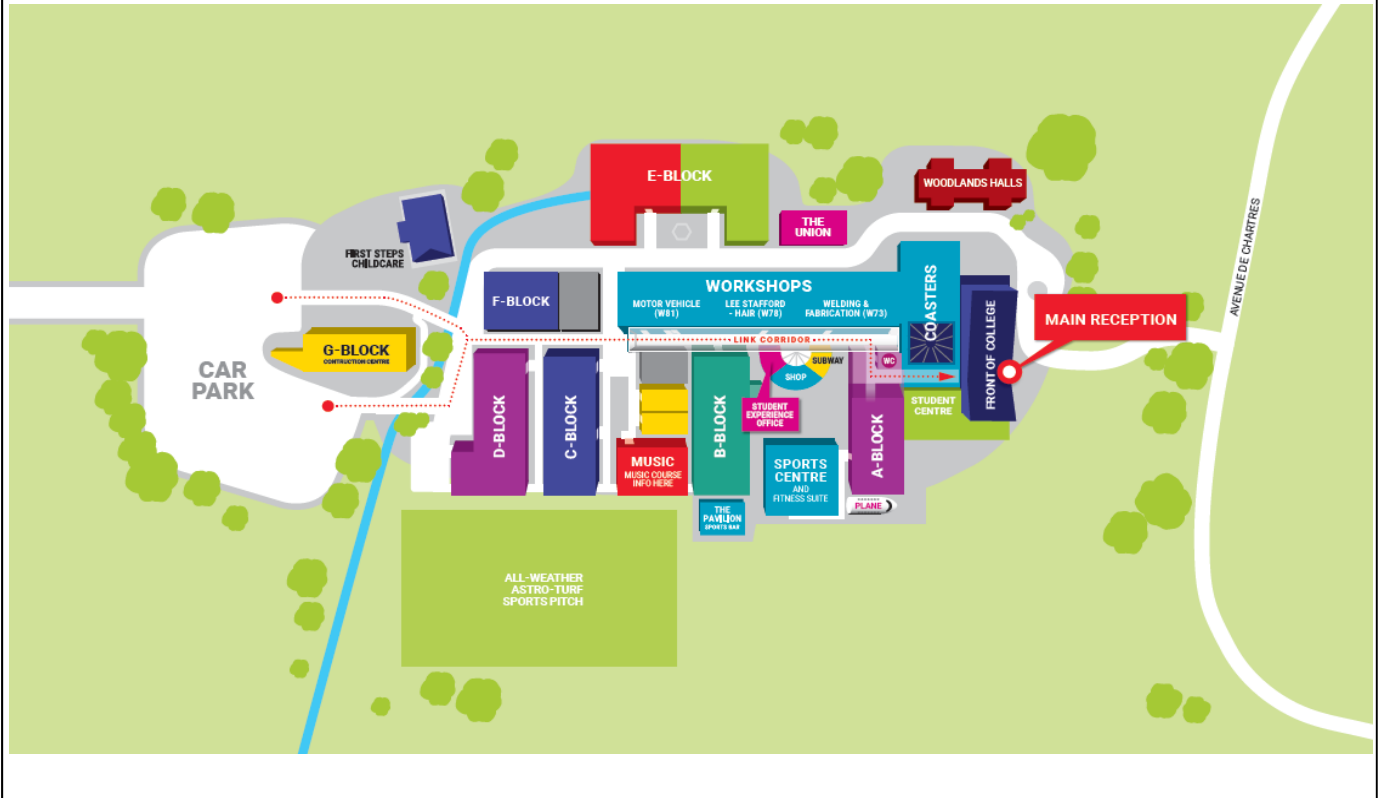 E-BLOCK
WOODLANDS HALLS
THE
UNION
FIRST STEPS
CHILDCARE
AVENUE DE CHARTRES
WORKSHOPS
MOTOR VEHICLE
(W81)
LEE STAFFORD
- HAIR (W78)
WELDING &
FABRICATION (W73)
COASTERS
F-BLOCK
FRONT OF COLLEGE
MAIN RECEPTION
LINK CORRIDOR
G-BLOCK
CONTRUCTION CENTRE
CAR
PARK
SUBWAY
WC
SHOP
STUDENT
EXPERIENCE
OFFICE
STUDENT
CENTRE
D-BLOCK
C-BLOCK
B-BLOCK
A-BLOCK
MUSIC
MUSIC COURSE
INFO HERE
SPORTS
CENTRE
AND
FITNESS SUITE
PLANE
THE
PAVILION
SPORTS BAR
ALL-WEATHER
ASTRO-TURF
SPORTS PITCH